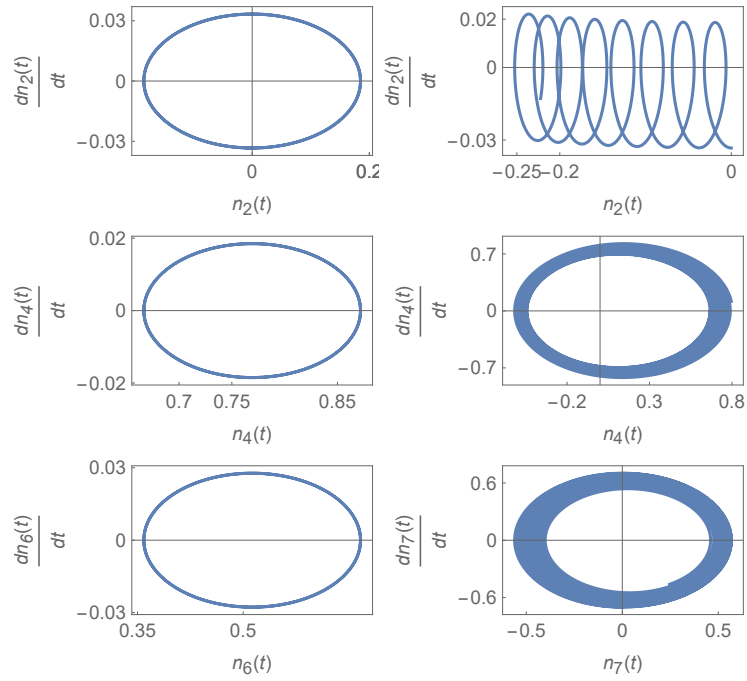 0.03
0
−0.03
0
0.2
dn2(t)
dt
n2(t)
0.02
0
−0.03
−0.25
−0.2
0
dn2(t)
dt
n2(t)
0.02
0
−0.02
0.7
0.77
0.85
dn4(t)
dt
n4(t)
0.7
0
−0.7
−0.2
0.3
0.8
dn4(t)
dt
n4(t)
0.03
0
−0.03
0.35
0.5
dn6(t)
dt
n6(t)
0.6
0
−0.6
−0.5
0
0.5
dn7(t)
dt
n7(t)